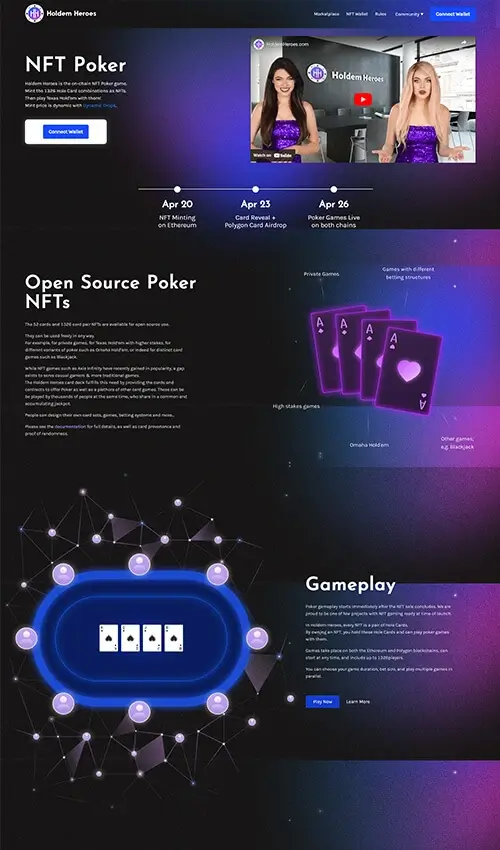 Holdem Heroes
Marketplace NFT Wallet Rules Community Connect Wallet
NFT Poker
Holdem Heroes is the on-chain NFT Poker game.
Mint the 1326 Hole Card combinations as NFTs.
Then play Texas Hold'em with them!
Mint price is dynamic with Dynamic Drops.
Connect Wallet
HoldemHeroes.com
Holdem Heroes
Watch on YouTube
Apr 20
NFT Minting
on Ethereum
Apr 23
Card Reveal +
Polygon Card Airdrop
Apr 26
Poker Games Live
on both chains
Open Source Poker
NFTs
The 52 cards and 1326 card pair NFTs are available for open source use.
They can be used freely in any way.
For example, for private games, for Texas Hold'em with higher stakes, for
different variants of poker such as Omaha Hold'em, or indeed for distinct card
games such as Blackjack.
While NFT games such as Axie Infinity have recently gained in popularity, a gap
exists to serve casual gamers & more traditional games.
The Holdem Heroes card deck fulfills this need by providing the cards and
contracts to offer Poker as well as a plethora of other card games. These can be
be played by thousands of people at the same time, who share in a common and
accumulating jackpot.
People can design their own card sets, games, betting systems and more..
Please see the documentation for full details, as well as card provenance and
proof of randomness.
Private Games
Games with different
betting structures
A
A
A
A
A
High stakes games
Omaha Hold'em
Other games;
e.g. Blackjack
Gameplay
Poker gameplay starts immediately after the NFT sale concludes. We are
proud to be one of few projects with NFT gaming ready at time of launch.
In Holdem Heroes, every NFT is a pair of Hole Cards.
By owning an NFT, you hold these Hole Cards and can play poker games
with them.
Games take place on both the Ethereum and Polygon blockchains, can
start at any time, and include up to 1326 players.
You can choose your game duration, bet size, and play multiple games in
parallel.
Play Now Learn More